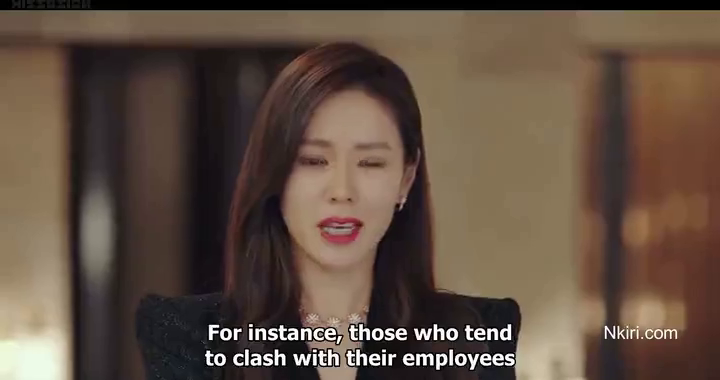 For instance, those who tend
to clash with their employees
Nkiri.com